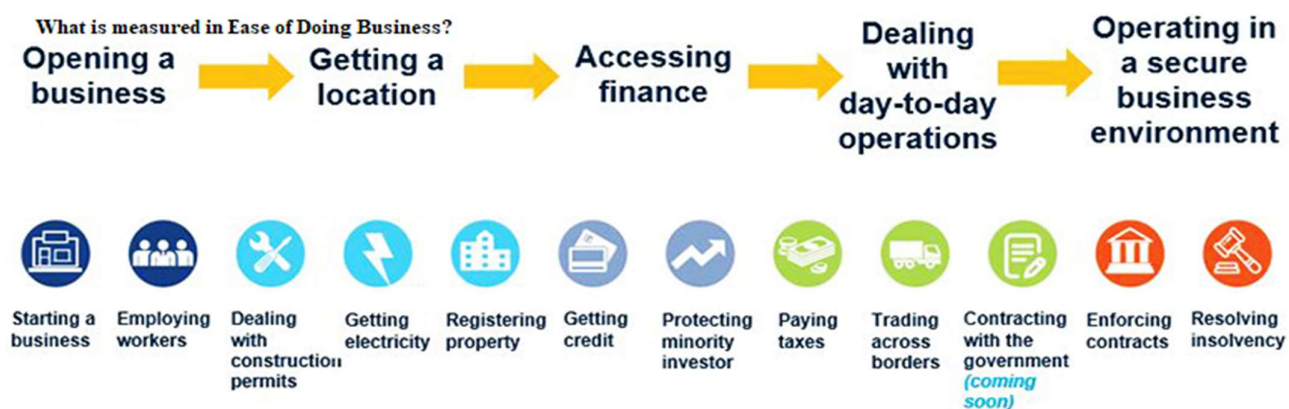 What is measured in Ease of Doing Business?
Opening a
business
Getting a
location
Accessing
finance
Dealing
with
day-to-day
operations
Operating in
a secure
business
environment
Starting a
business
Employing
workers
Dealing
with
construction
permits
Getting
electricity
Registering
property
Getting
credit
Protecting
minority
investor
Paying
taxes
Trading
across
borders
Contracting
with the
government
(coming
soon)
Enforcing
contracts
Resolving
insolvency